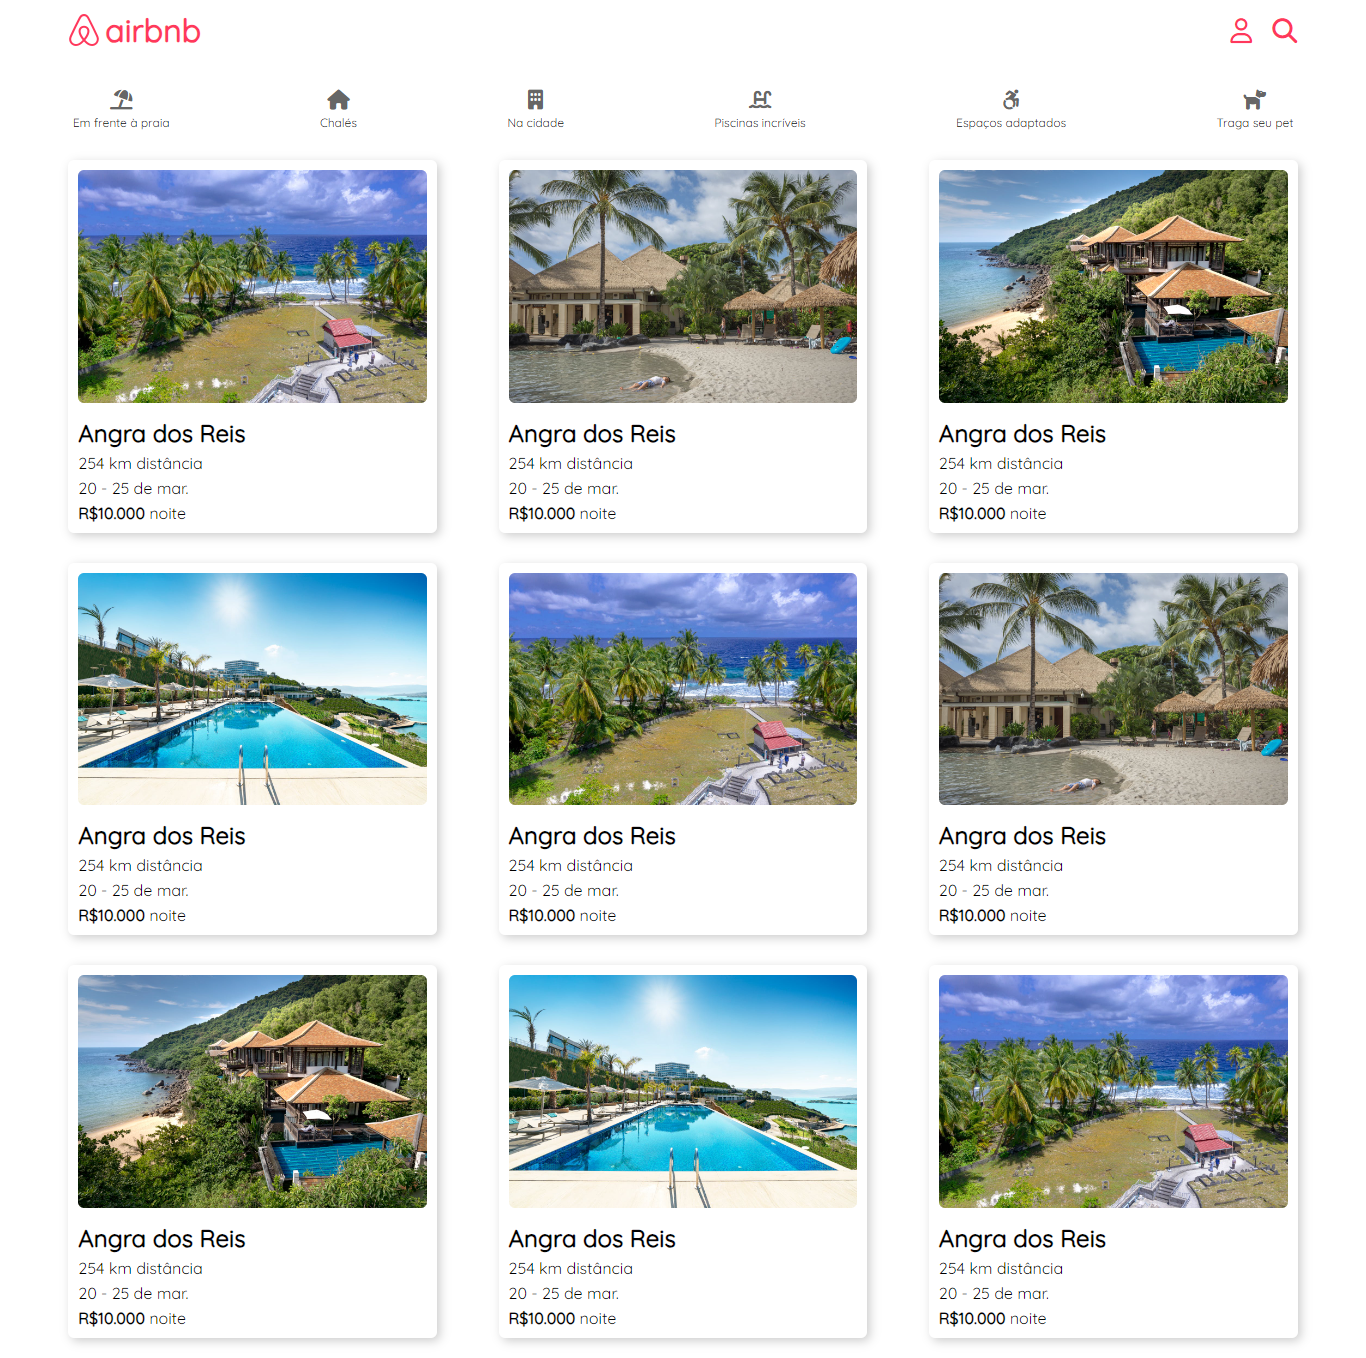 airbnb
Em frente à praia
Chalés
Na cidade
Piscinas incríveis
Espaços adaptados
Traga seu pet
Angra dos Reis
254 km distância
20 - 25 de mar.
R$10.000 noite
Angra dos Reis
254 km distância
20 - 25 de mar.
R$10.000 noite
Angra dos Reis
254 km distância
20 - 25 de mar.
R$10.000 noite
Angra dos Reis
254 km distância
20 - 25 de mar.
R$10.000 noite
Angra dos Reis
254 km distância
20 - 25 de mar.
R$10.000 noite
Angra dos Reis
254 km distância
20 - 25 de mar.
R$10.000 noite
Angra dos Reis
254 km distância
20 - 25 de mar.
R$10.000 noite
Angra dos Reis
254 km distância
20 - 25 de mar.
R$10.000 noite
Angra dos Reis
254 km distância
20 - 25 de mar.
R$10.000 noite